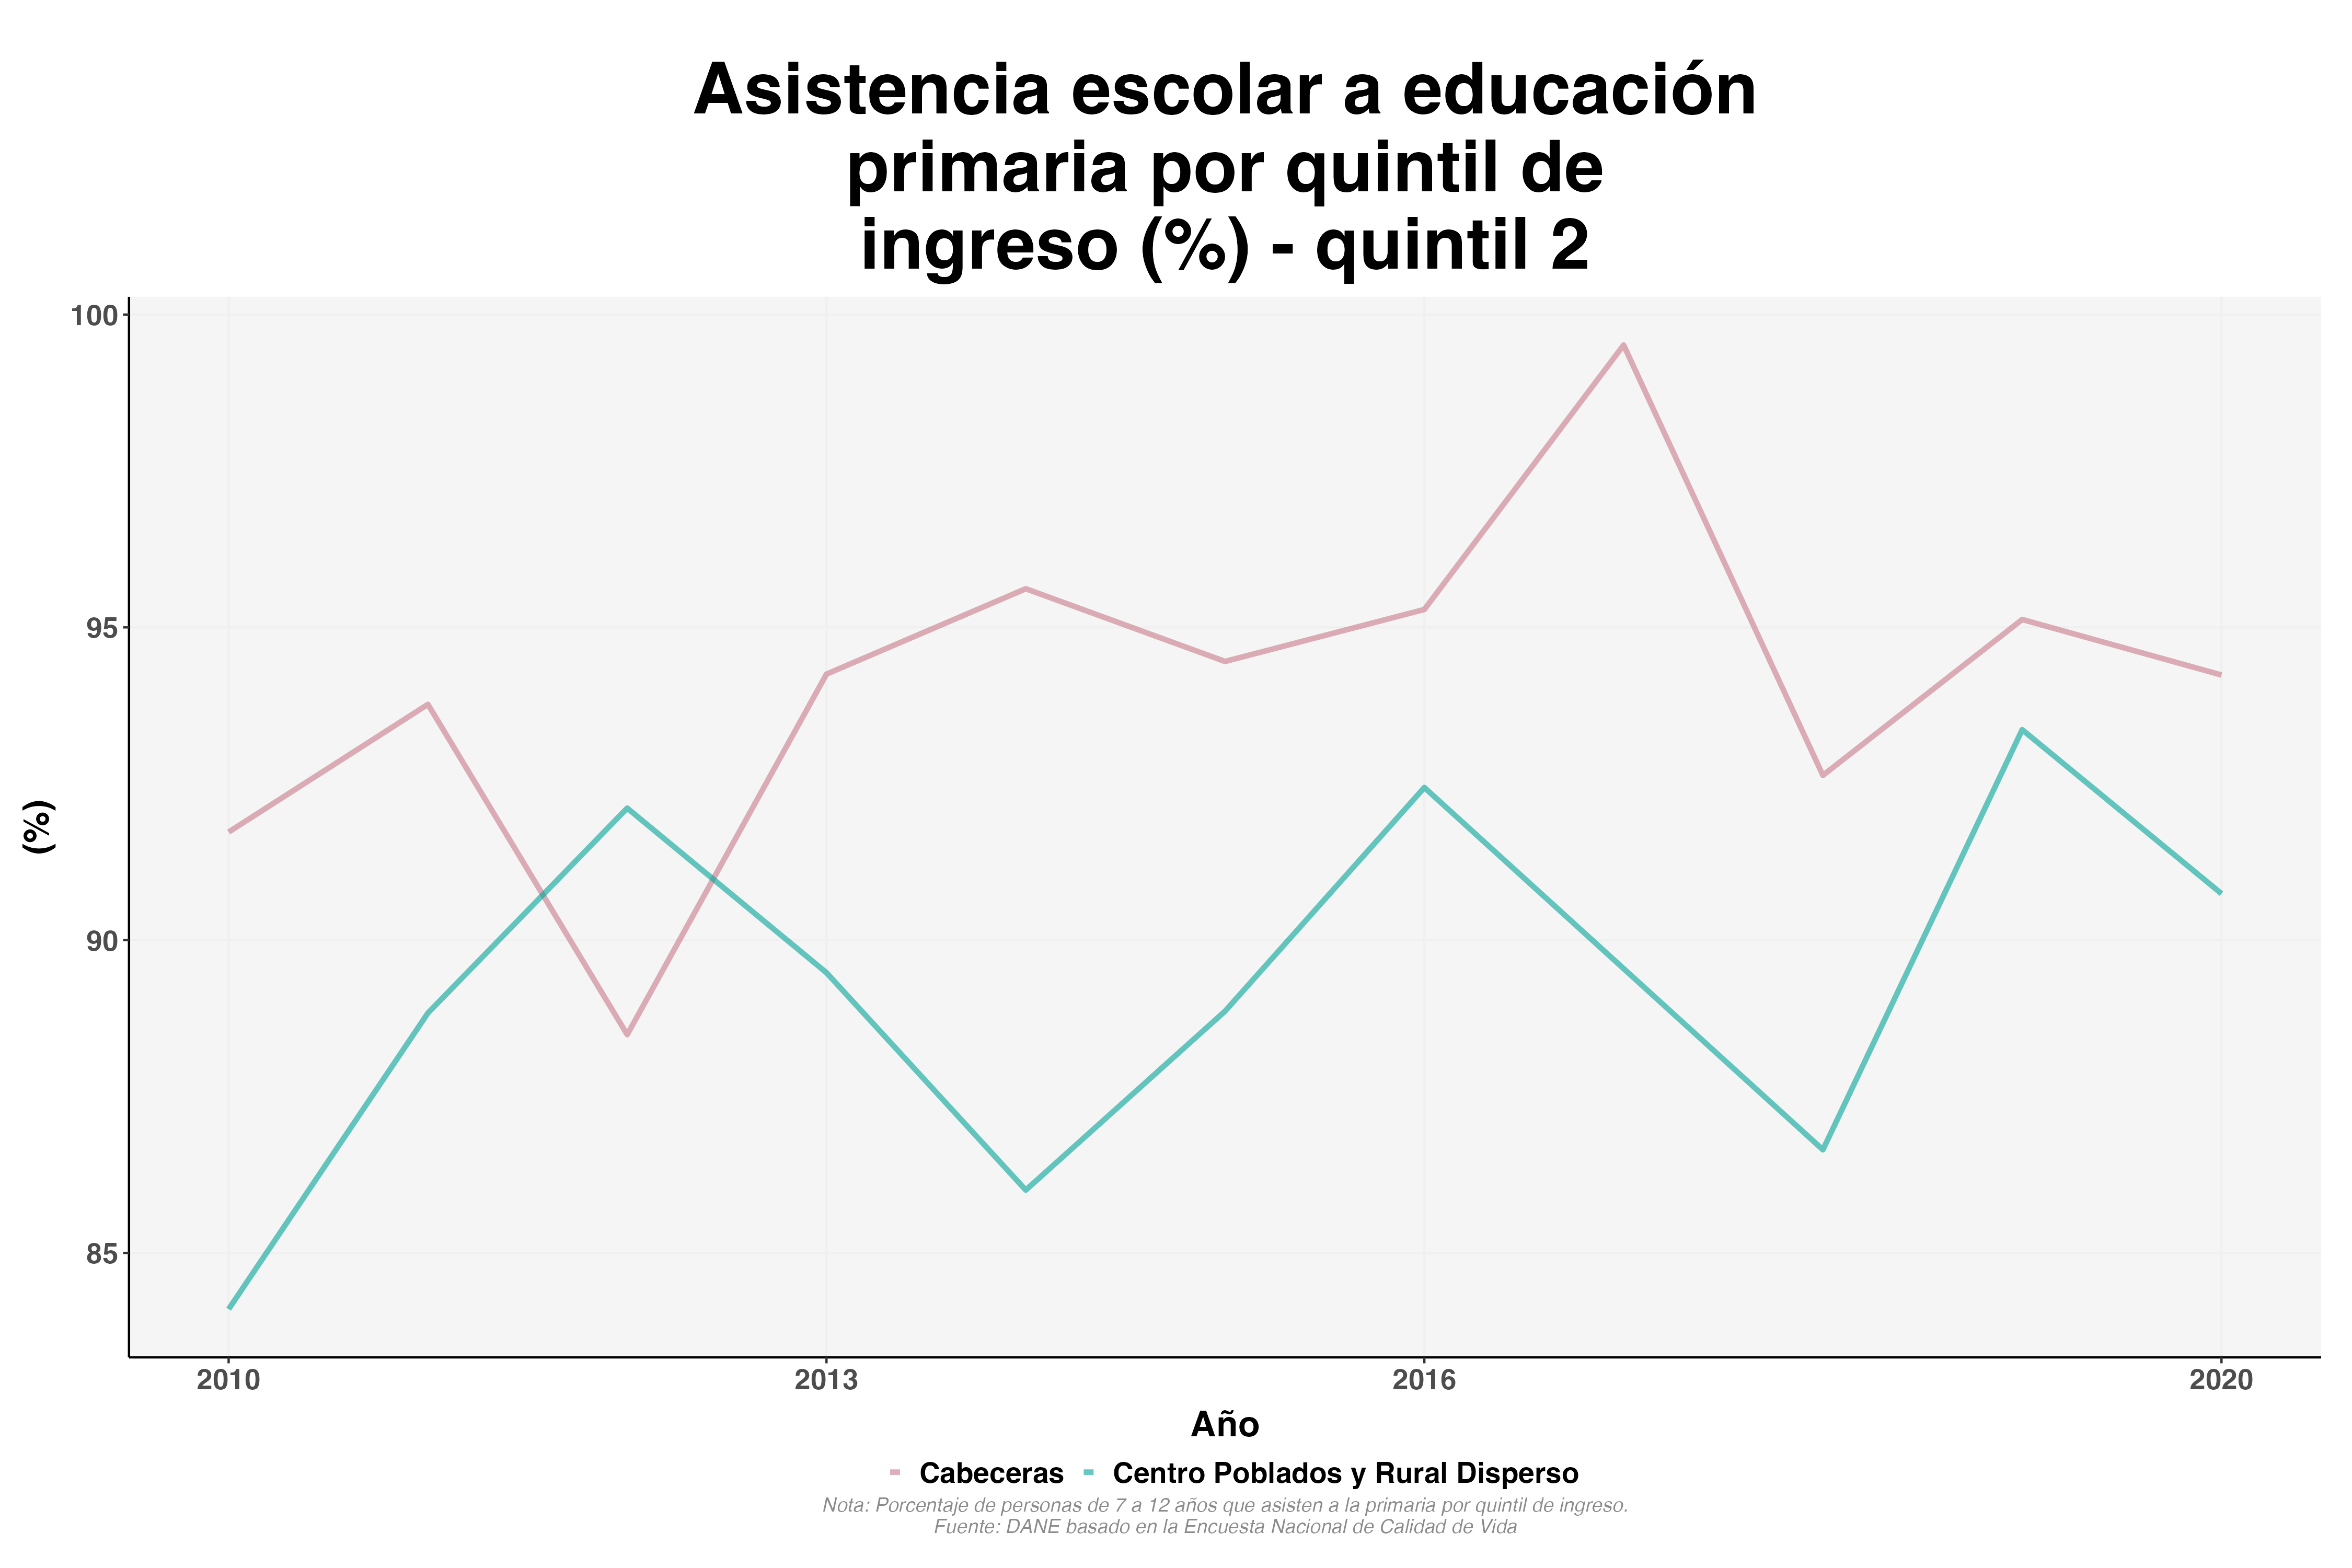 Asistencia escolar a educación
primaria por quintil de
ingreso (%) - quintil 2
100
95
90
85
(%)
2010 2013 2016 2020
Año
Cabeceras Centro Poblados y Rural Disperso
Nota: Porcentaje de personas de 7 a 12 años que asisten a la primaria por quintil de ingreso.
Fuente: DANE basado en la Encuesta Nacional de Calidad de Vida